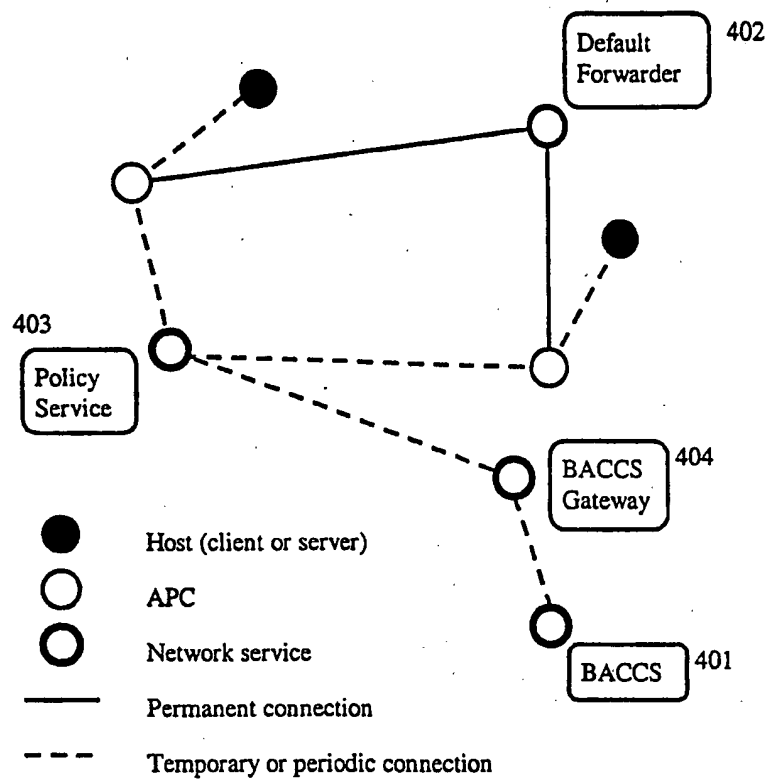 Default
Forwarder
402
403
Policy
Service
BACCS
Gateway
404
BACCS
401
Host (client or server)
APC
Network service
Permanent connection
Temporary or periodic connection